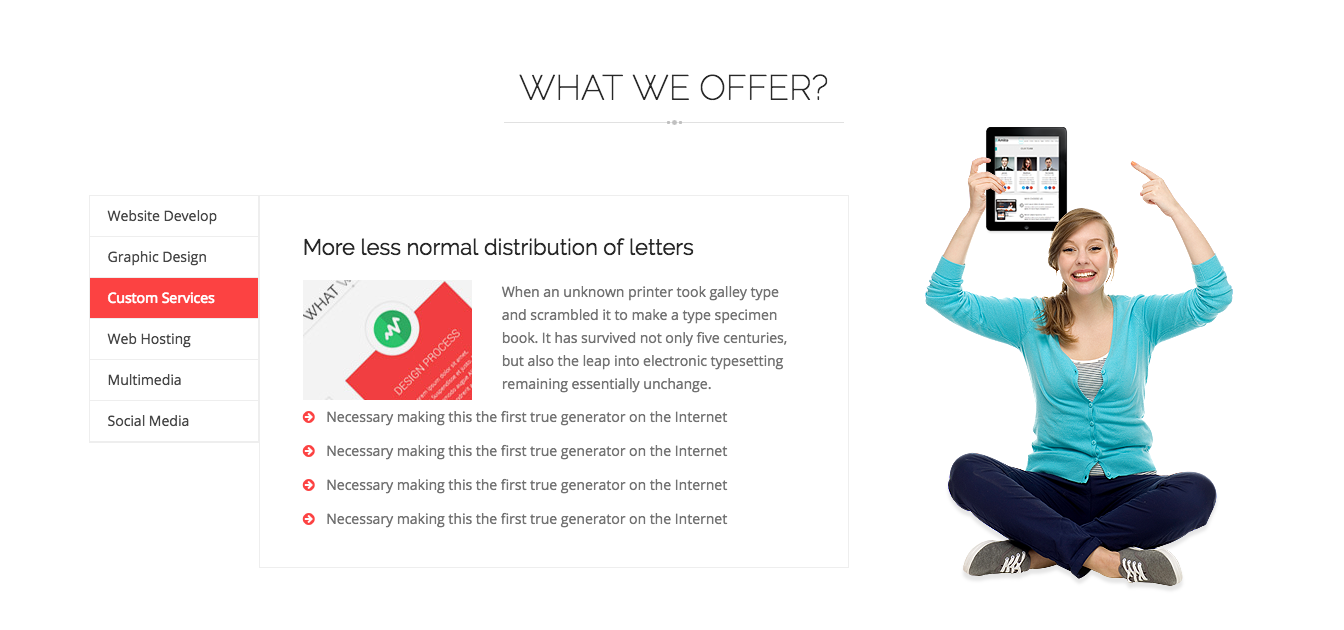 WHAT WE OFFER?
Website Develop
Graphic Design
Custom Services
Web Hosting
Multimedia
Social Media
More less normal distribution of letters
WHAT W
DESIGN PROCESS
When an unknown printer took galley type
and scrambled it to make a type specimen
book. It has survived not only five centuries,
but also the leap into electronic typesetting
remaining essentially unchange.
Necessary making this the first true generator on the Internet
Necessary making this the first true generator on the Internet
Necessary making this the first true generator on the Internet
Necessary making this the first true generator on the Internet